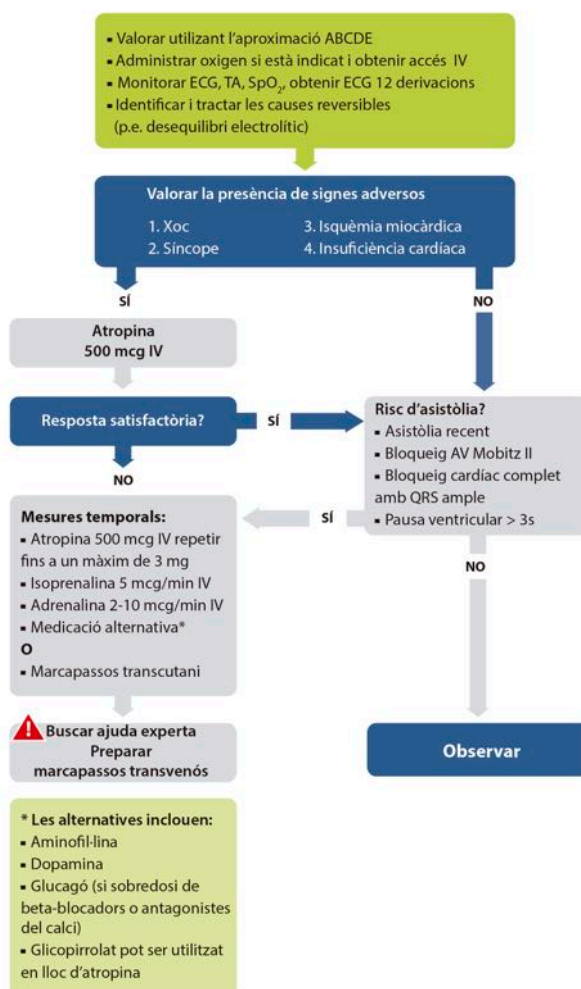 ▪ Valorar utilitzant l'aproximació ABCDE
▪ Administrar oxigen si està indicat i obtenir accés IV
▪ Monitorar ECG, TA, SpO₂, obtenir ECG 12 derivacions
▪ Identificar i tractar les causes reversibles
(p.e. desequilibri electrolític)
Valorar la presència de signes adversos
1. Xoc
2. Síncope
3. Isquèmia miocàrdica
4. Insuficiència cardíaca
SÍ
NO
Atropina
500 mcg IV
Resposta satisfactòria?
SÍ
NO
Risc d'asistòlia?
▪ Asistòlia recent
▪ Bloqueig AV Mobitz II
▪ Bloqueig cardíac complet
amb QRS ample
▪ Pausa ventricular > 3s
SÍ
NO
Mesures temporals:
▪ Atropina 500 mcg IV repetir
fins a un màxim de 3 mg
▪ Isoprenalina 5 mcg/min IV
▪ Adrenalina 2-10 mcg/min IV
▪ Medicació alternativa*
O
▪ Marcapassos transcutani
! Buscar ajuda experta
Preparar
marcapassos transvenós
Observar
* Les alternatives inclouen:
▪ Aminofil·lina
▪ Dopamina
▪ Glucagó (si sobredosi de
beta-blocadors o antagonistes
del calci)
▪ Glicopirrolat pot ser utilitzat
en lloc d'atropina